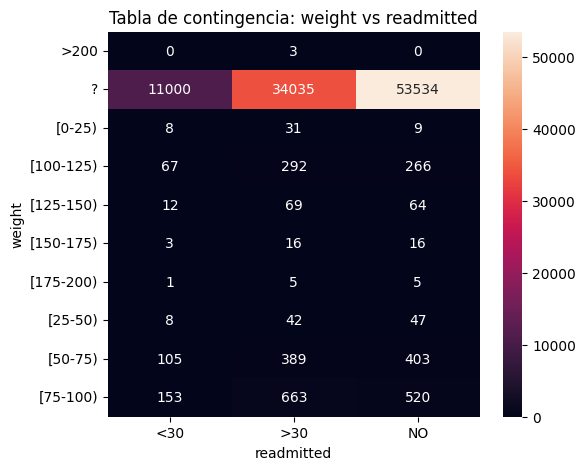 Tabla de contingencia: weight vs readmitted
>200 0 3 0
? 11000 34035 53534
[0-25) 8 31 9
[100-125) 67 292 266
[125-150) 12 69 64
[150-175) 3 16 16
[175-200) 1 5 5
[25-50) 8 42 47
[50-75) 105 389 403
[75-100) 153 663 520
<30 >30 NO
readmitted
weight
50000
40000
30000
20000
10000
0